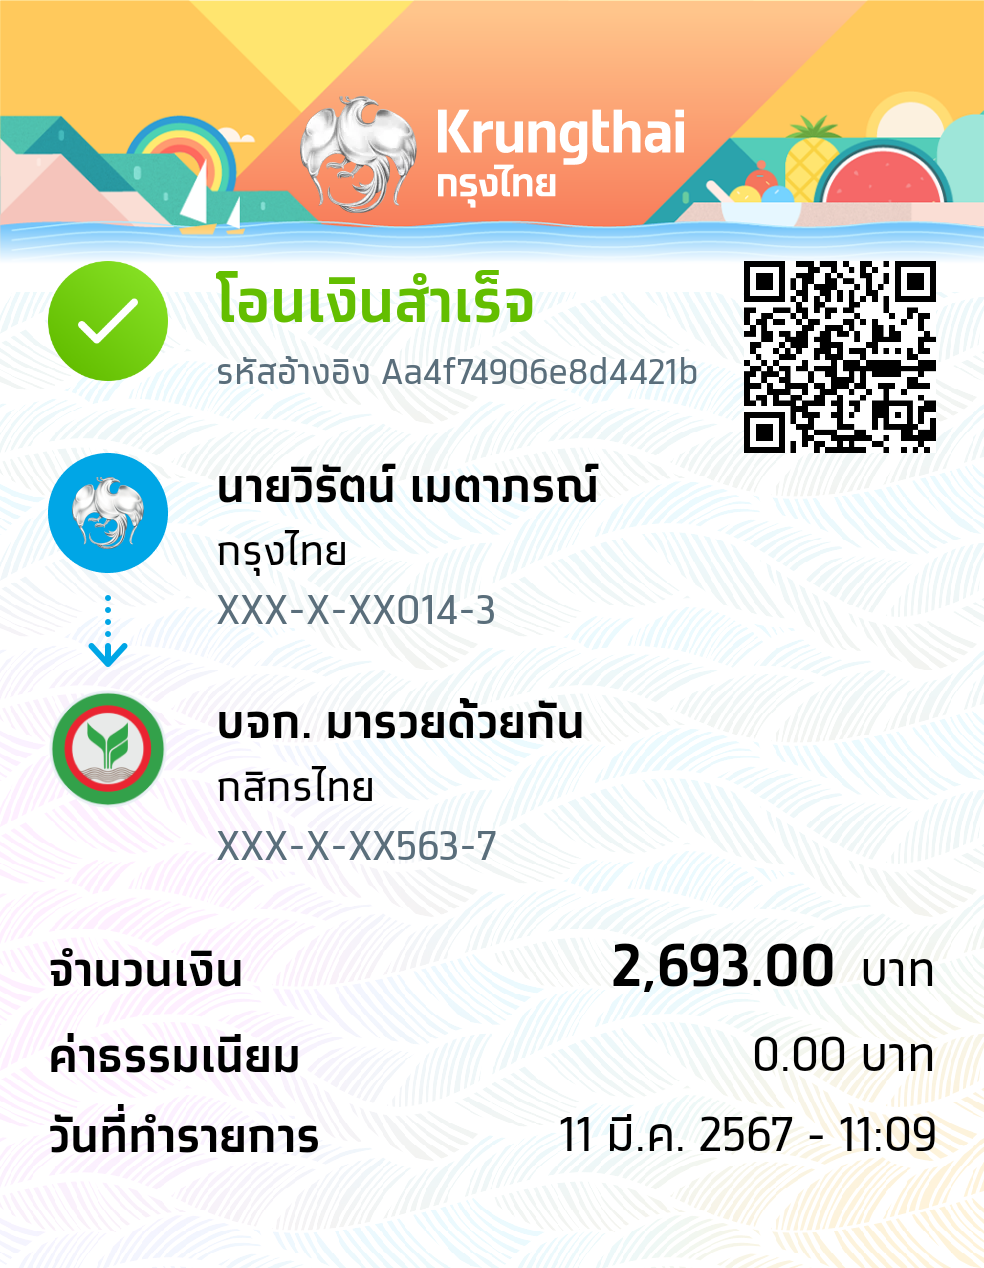 Krungthai
กรุงไทย
โอนเงินสำเร็จ
รหัสอ้างอิง Aa4f74906e8d4421b
นายวิรัตน์ เมตาภรณ์
กรุงไทย
XXX-X-XX014-3
บจก. มารวยด้วยกัน
กสิกรไทย
XXX-X-XX563-7
จำนวนเงิน 2,693.00 บาท
ค่าธรรมเนียม 0.00 บาท
วันที่ทำรายการ 11 มี.ค. 2567 - 11:09